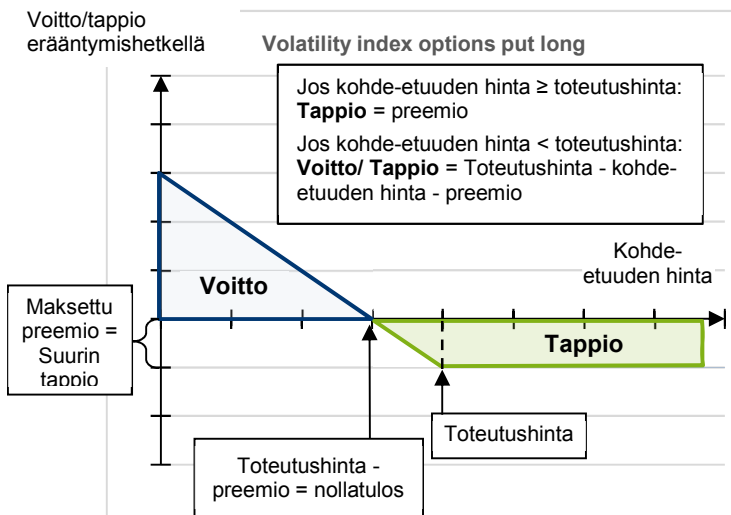 Voitto/tappio
erääntymishetkellä
Volatility index options put long
Jos kohde-etuuden hinta ≥ toteutushinta:
Tappio = preemio
Jos kohde-etuuden hinta < toteutushinta:
Voitto/ Tappio = Toteutushinta - kohde-
etuuden hinta - preemio
Kohde-
etuuden hinta
Voitto
Maksettu
preemio =
Suurin
tappio
Tappio
Toteutushinta
Toteutushinta -
preemio = nollatulos